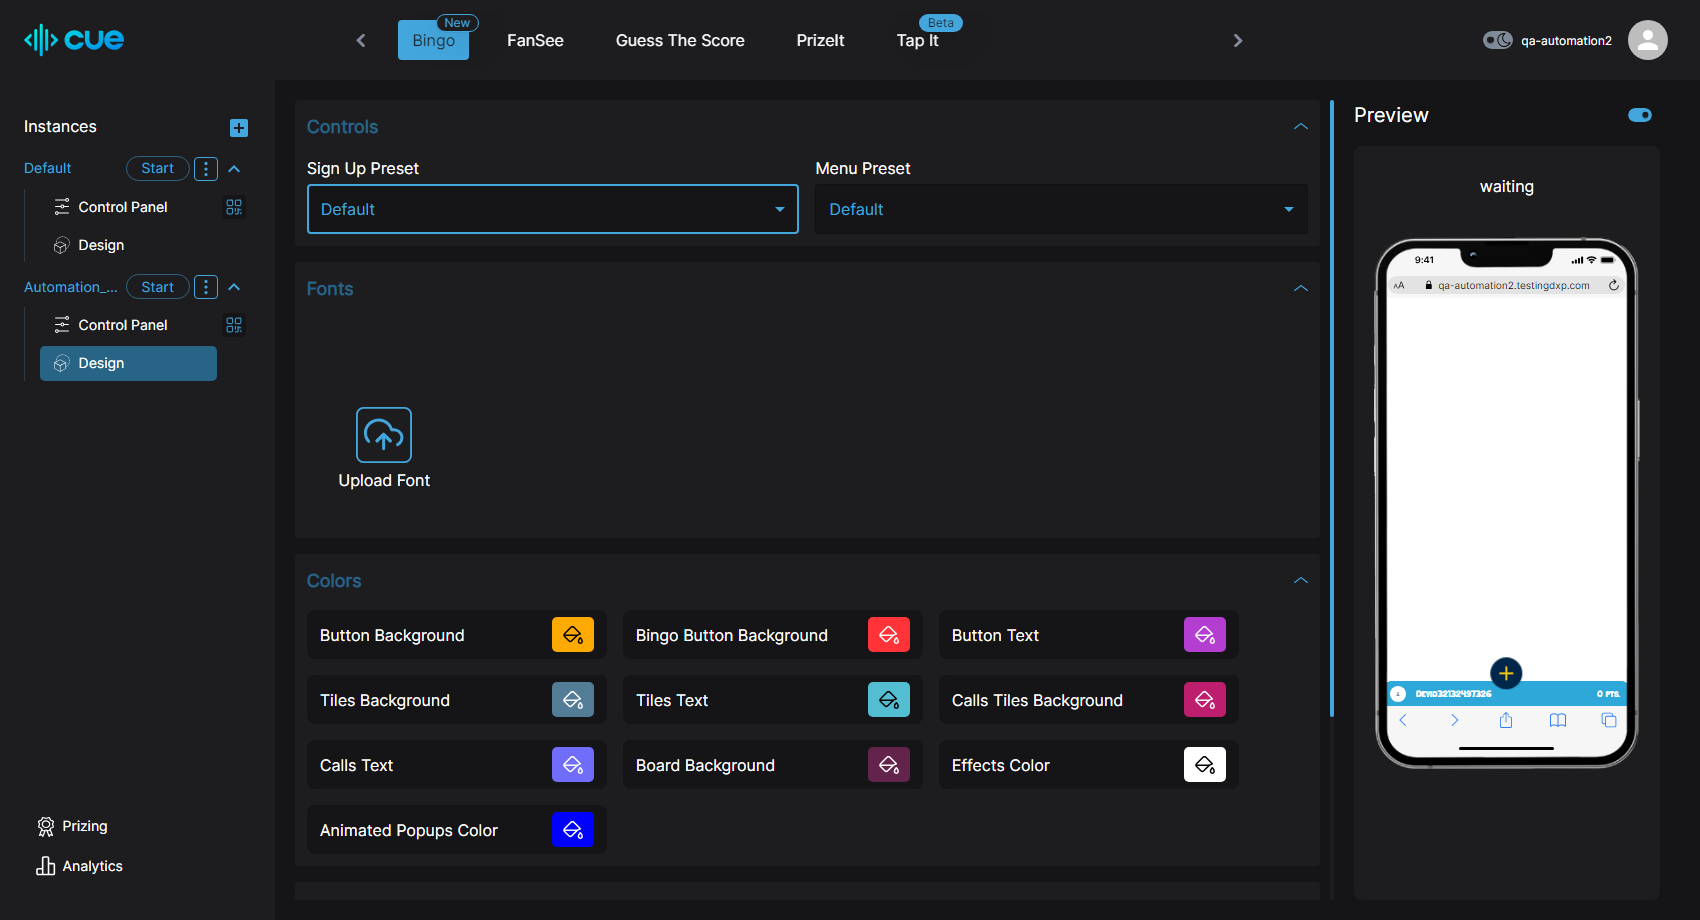 cue
Bingo
New
FanSee
Guess The Score
PrizeIt
Tap It
Beta
qa-automation2
Instances
Default
Start
Control Panel
Design
Automation_...
Start
Control Panel
Design
Prizing
Analytics
Controls
Sign Up Preset
Menu Preset
Default
Default
Fonts
Upload Font
Colors
Button Background
Bingo Button Background
Button Text
Tiles Background
Tiles Text
Calls Tiles Background
Calls Text
Board Background
Effects Color
Animated Popups Color
Preview
waiting
9:41
AA
qa-automation2.testingdxp.com
Devid32132497326
0 PTS.